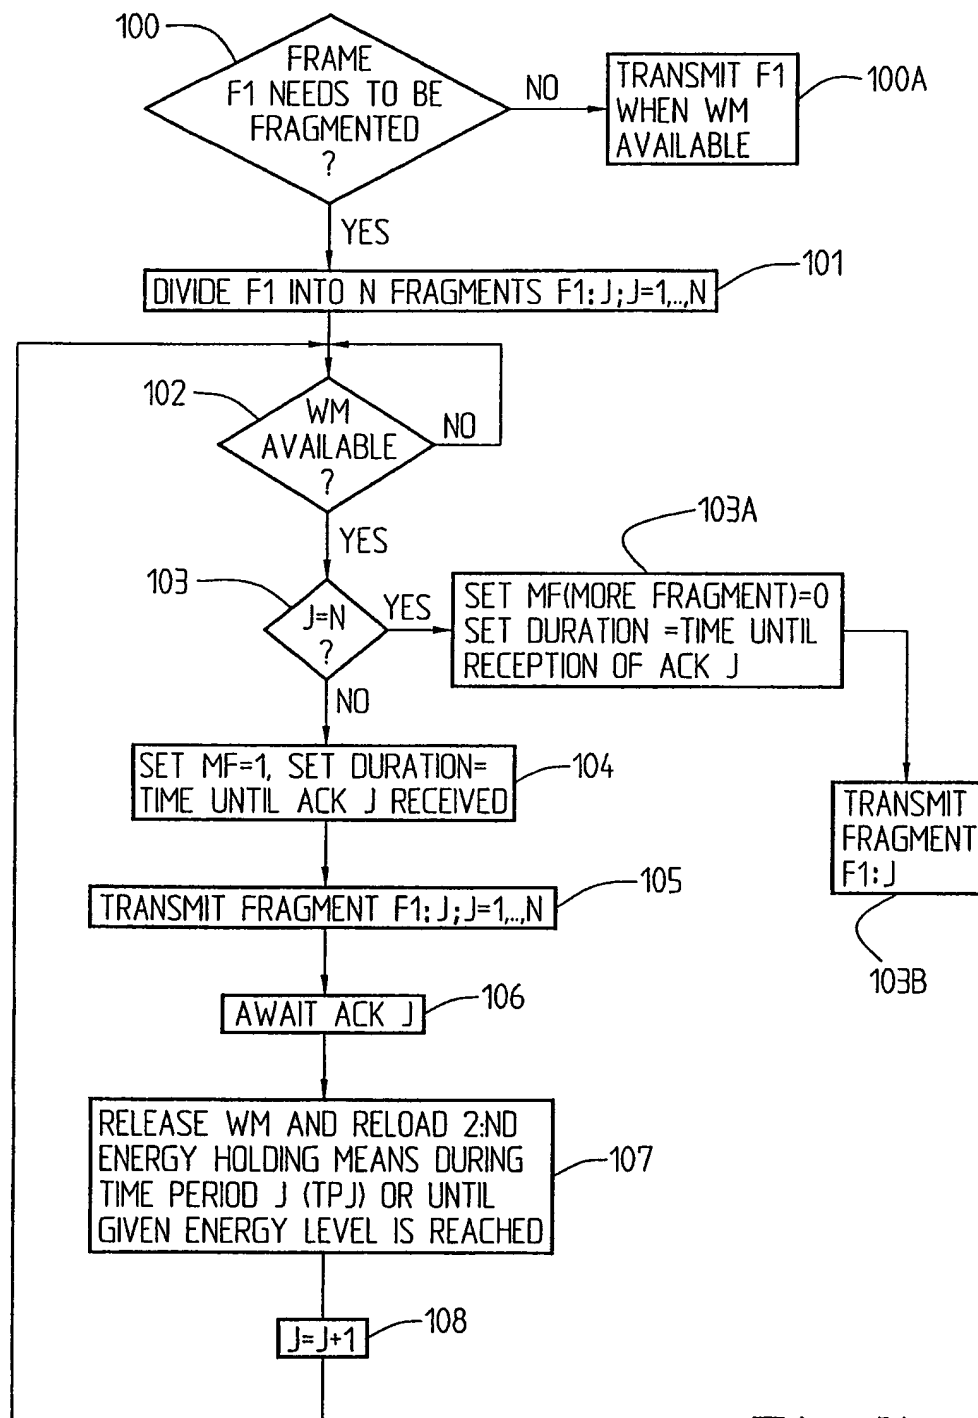 100
FRAME
F1 NEEDS TO BE
FRAGMENTED
?
NO
TRANSMIT F1
WHEN WM
AVAILABLE
100A
YES
101
DIVIDE F1 INTO N FRAGMENTS F1:J;J=1,..,N
102
WM
AVAILABLE
?
NO
YES
103A
103
J=N
?
YES
SET MF(MORE FRAGMENT)=0
SET DURATION =TIME UNTIL
RECEPTION OF ACK J
NO
SET MF=1, SET DURATION=
TIME UNTIL ACK J RECEIVED
104
TRANSMIT
FRAGMENT
F1:J
103B
TRANSMIT FRAGMENT F1:J;J=1,..,N
105
AWAIT ACK J
106
RELEASE WM AND RELOAD 2:ND
ENERGY HOLDING MEANS DURING
TIME PERIOD J (TPJ) OR UNTIL
GIVEN ENERGY LEVEL IS REACHED
107
J=J+1
108